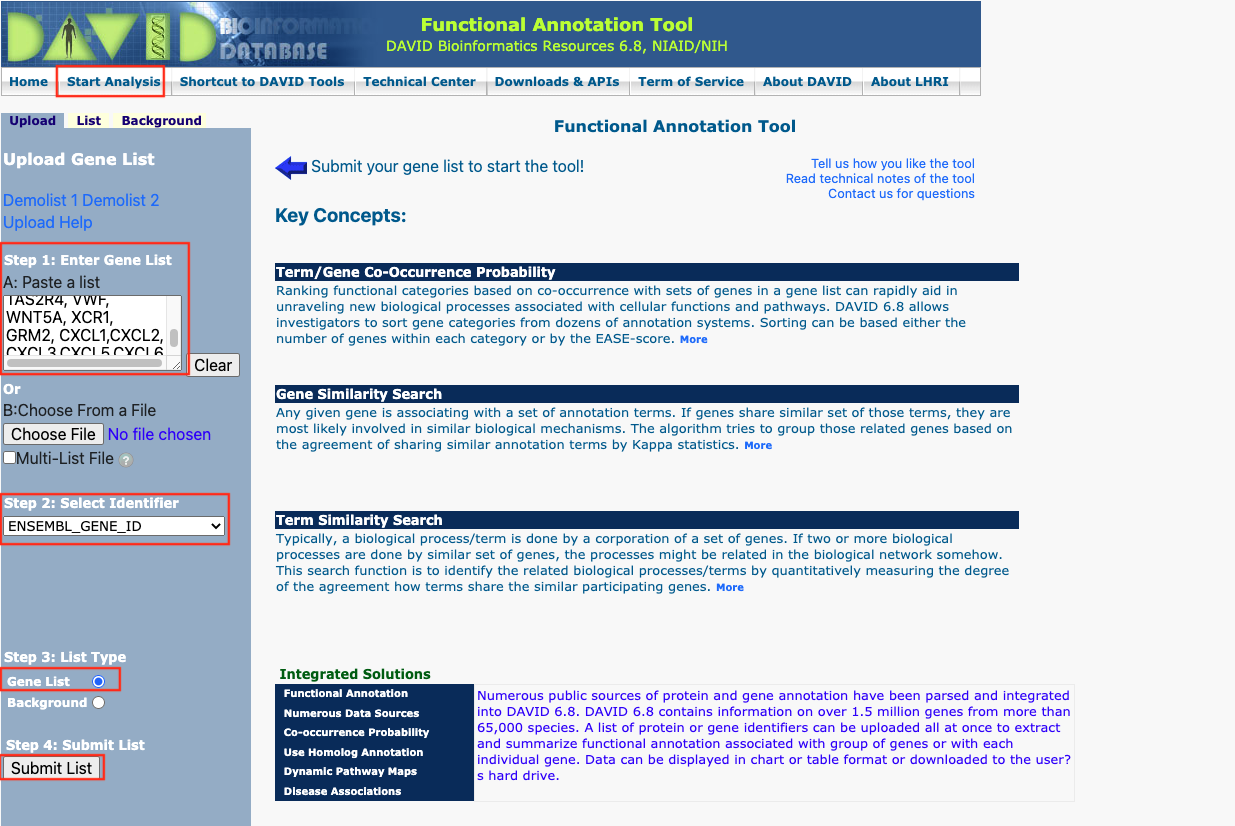 DAVID BIOINFORMATICS
DATABASE
Functional Annotation Tool
DAVID Bioinformatics Resources 6.8, NIAID/NIH
Home Start Analysis Shortcut to DAVID Tools Technical Center Downloads & APIs Term of Service About DAVID About LHRI
Upload List Background
Upload Gene List
Demolist 1 Demolist 2
Upload Help
Step 1: Enter Gene List
A: Paste a list
TAS2R4, VWF,
WNT5A, XCR1,
GRM2, CXCL1,CXCL2,
CXCL3,CXCL5,CXCL6
Clear
Or
B:Choose From a File
Choose File No file chosen
Multi-List File ?
Step 2: Select Identifier
ENSEMBL_GENE_ID
Step 3: List Type
Gene List
Background
Step 4: Submit List
Submit List
Functional Annotation Tool
Submit your gene list to start the tool!
Tell us how you like the tool
Read technical notes of the tool
Contact us for questions
Key Concepts:
Term/Gene Co-Occurrence Probability
Ranking functional categories based on co-occurrence with sets of genes in a gene list can rapidly aid in
unraveling new biological processes associated with cellular functions and pathways. DAVID 6.8 allows
investigators to sort gene categories from dozens of annotation systems. Sorting can be based either the
number of genes within each category or by the EASE-score. More
Gene Similarity Search
Any given gene is associating with a set of annotation terms. If genes share similar set of those terms, they are
most likely involved in similar biological mechanisms. The algorithm tries to group those related genes based on
the agreement of sharing similar annotation terms by Kappa statistics. More
Term Similarity Search
Typically, a biological process/term is done by a corporation of a set of genes. If two or more biological
processes are done by similar set of genes, the processes might be related in the biological network somehow.
This search function is to identify the related biological processes/terms by quantitatively measuring the degree
of the agreement how terms share the similar participating genes. More
Integrated Solutions
Functional Annotation
Numerous Data Sources
Co-occurrence Probability
Use Homolog Annotation
Dynamic Pathway Maps
Disease Associations
Numerous public sources of protein and gene annotation have been parsed and integrated
into DAVID 6.8. DAVID 6.8 contains information on over 1.5 million genes from more than
65,000 species. A list of protein or gene identifiers can be uploaded all at once to extract
and summarize functional annotation associated with group of genes or with each
individual gene. Data can be displayed in chart or table format or downloaded to the user?
s hard drive.